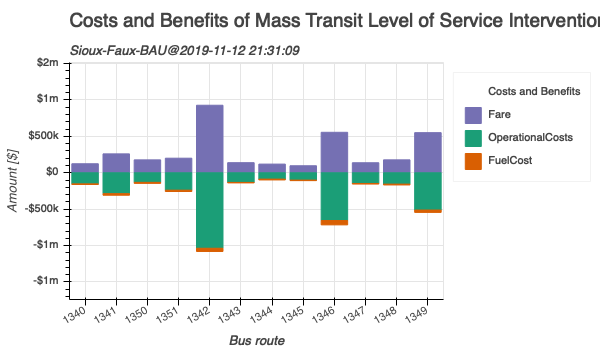 Costs and Benefits of Mass Transit Level of Service Interventio
Sioux-Faux-BAU@2019-11-12 21:31:09
$2m
$1m
$500k
$0
-$500k
-$1m
-$1m
Amount [$]
1340
1341
1350
1351
1342
1343
1344
1345
1346
1347
1348
1349
Bus route
Costs and Benefits
Fare
OperationalCosts
FuelCost